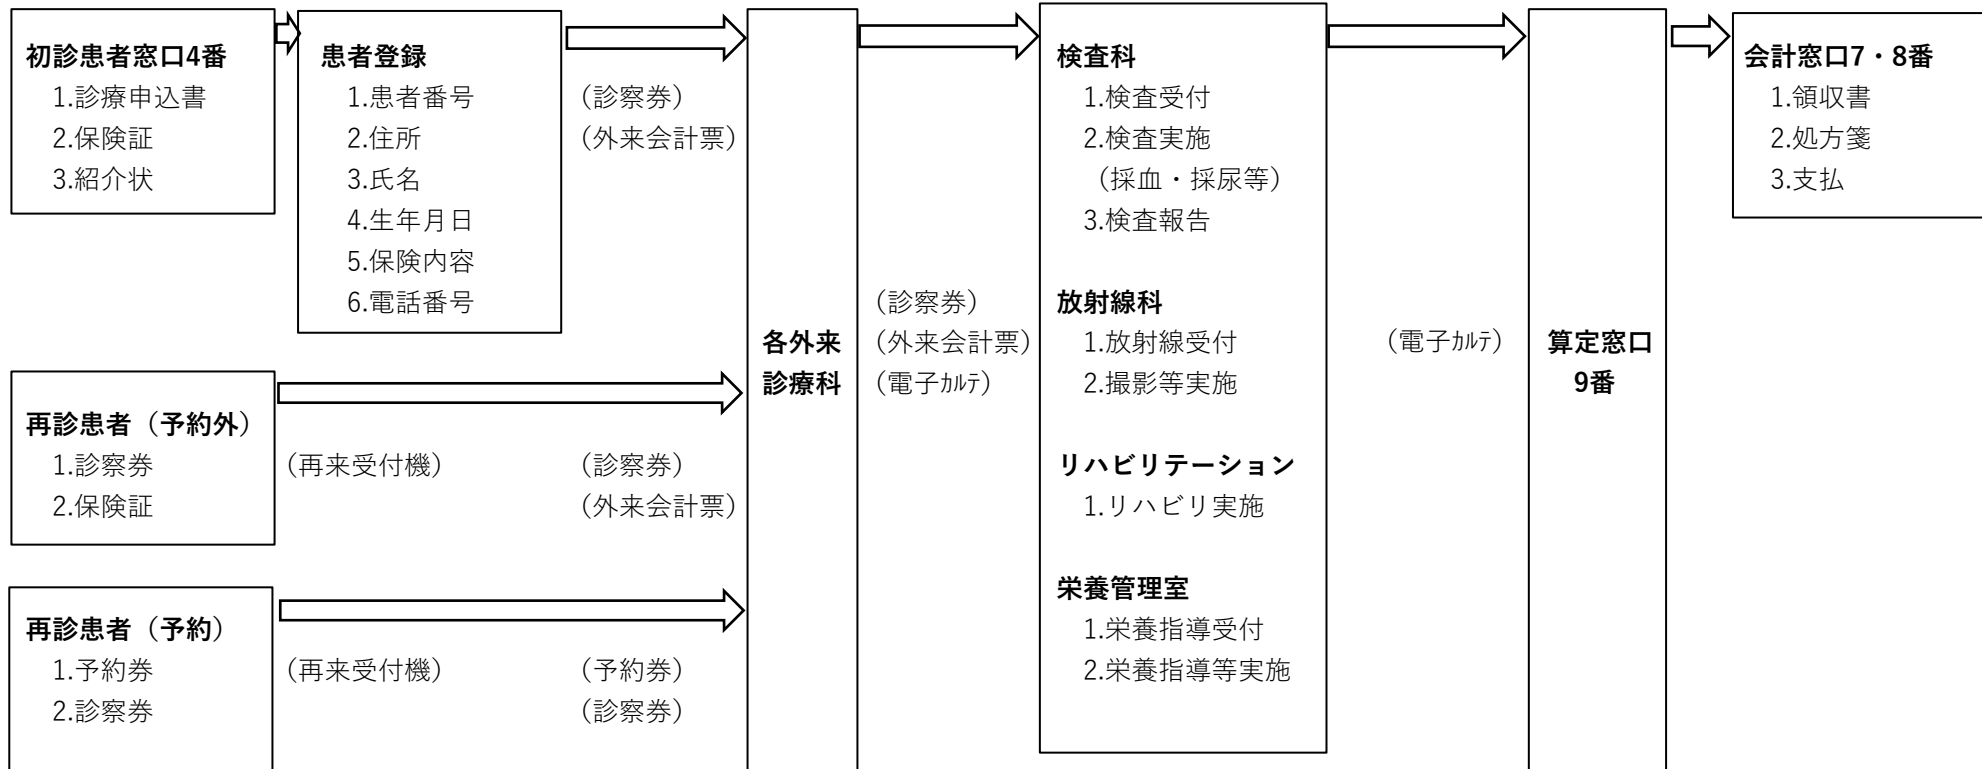 初診患者窓口4番
1.診療申込書
2.保険証
3.紹介状
患者登録
1.患者番号
2.住所
3.氏名
4.生年月日
5.保険内容
6.電話番号
(診察券)
(外来会計票)
再診患者（予約外）
1.診察券
2.保険証
(再来受付機)
(診察券)
(外来会計票)
再診患者（予約）
1.予約券
2.診察券
(再来受付機)
(予約券)
(診察券)
各外来
診療科
(診察券)
(外来会計票)
(電子ｶﾙﾃ)
検査科
1.検査受付
2.検査実施
（採血・採尿等）
3.検査報告
放射線科
1.放射線受付
2.撮影等実施
リハビリテーション
1.リハビリ実施
栄養管理室
1.栄養指導受付
2.栄養指導等実施
(電子ｶﾙﾃ)
算定窓口
9番
会計窓口7・8番
1.領収書
2.処方箋
3.支払